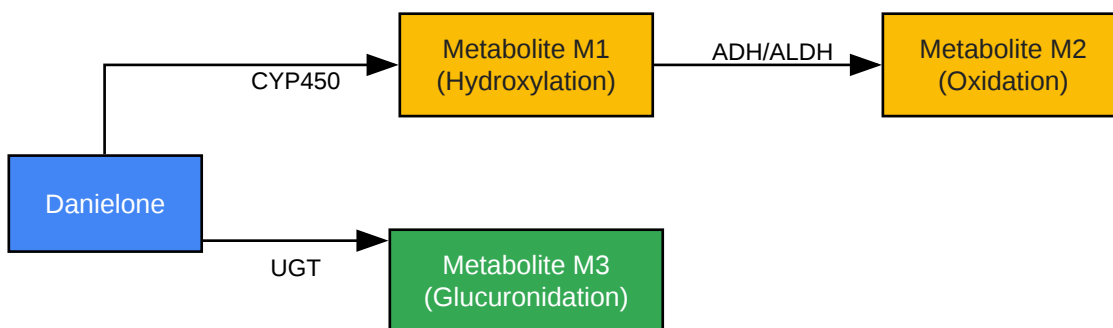 Metabolite M1
(Hydroxylation)
ADH/ALDH
Metabolite M2
(Oxidation)
CYP450
Danielone
UGT
Metabolite M3
(Glucuronidation)